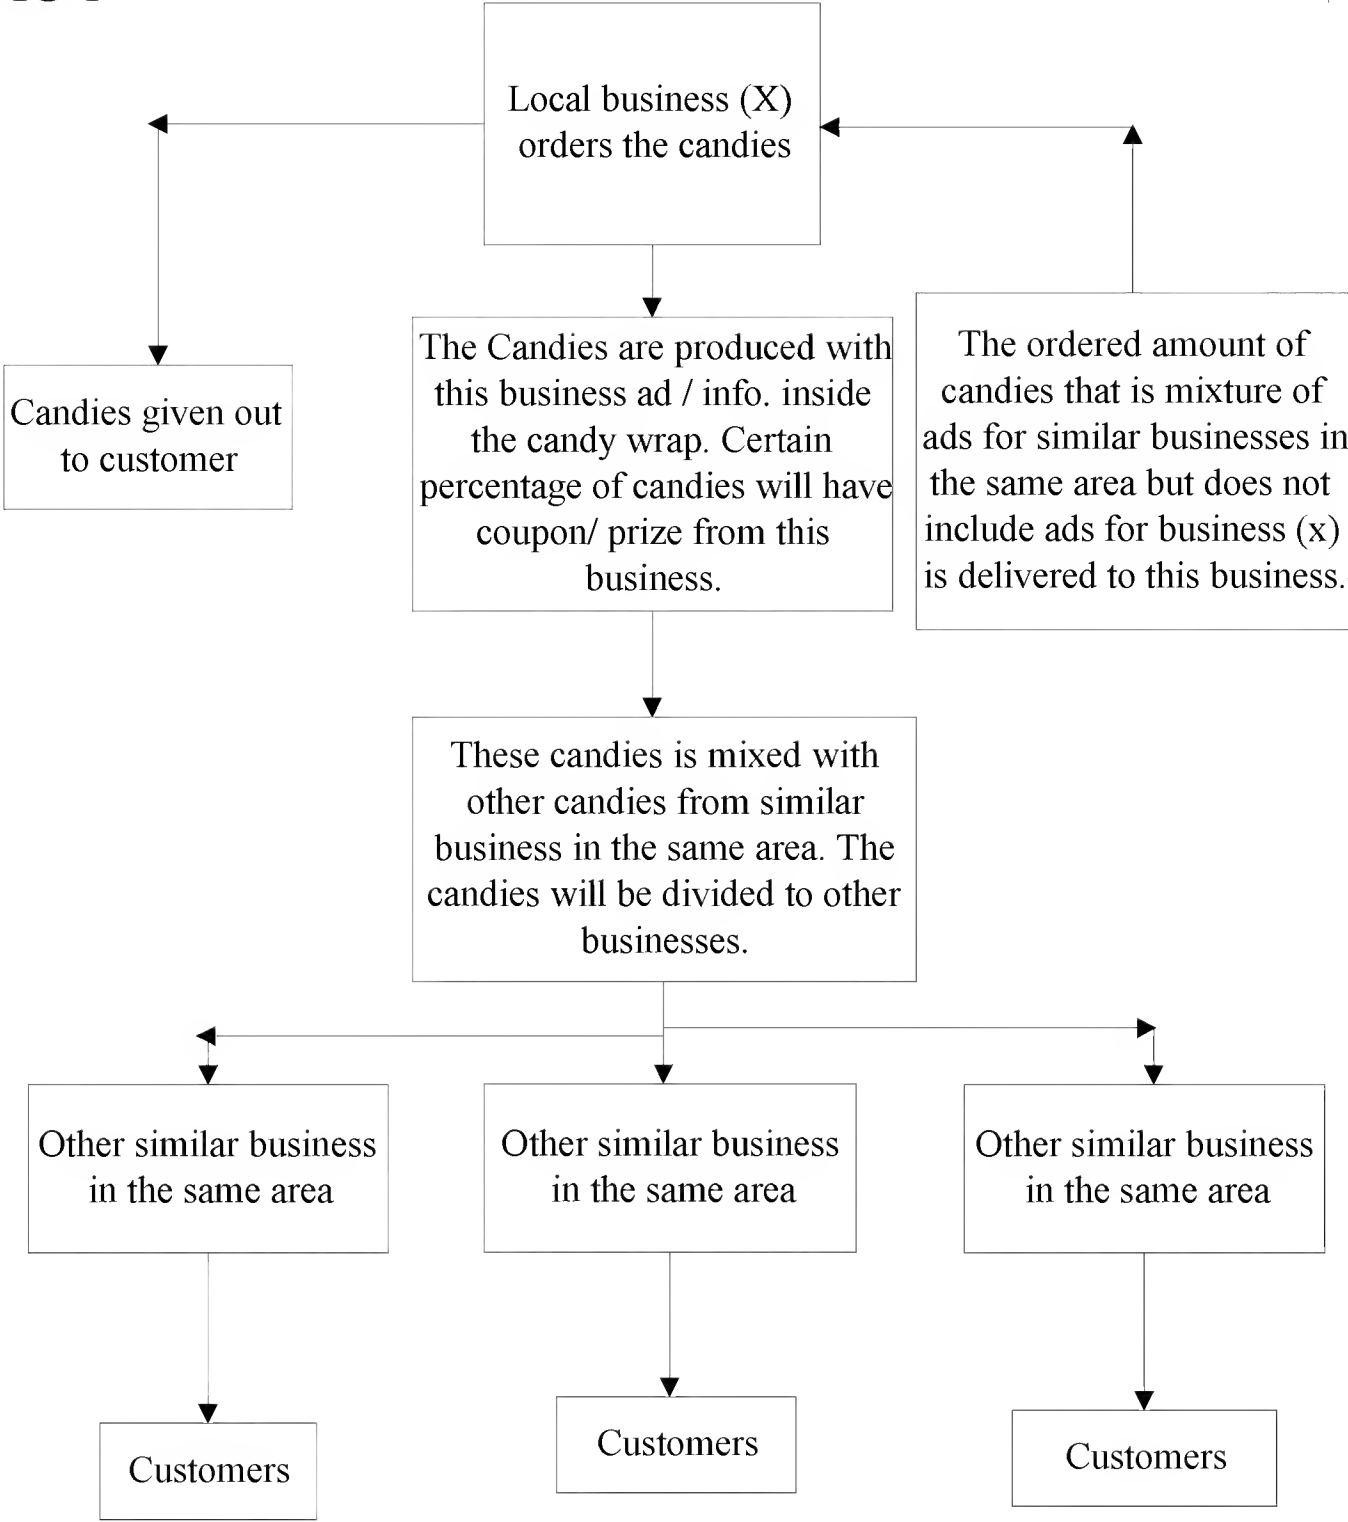 Local business (X)
orders the candies
Candies given out
to customer
The Candies are produced with
this business ad / info. inside
the candy wrap. Certain
percentage of candies will have
coupon/ prize from this
business.
The ordered amount of
candies that is mixture of
ads for similar businesses in
the same area but does not
include ads for business (x)
is delivered to this business.
These candies is mixed with
other candies from similar
business in the same area. The
candies will be divided to other
businesses.
Other similar business
in the same area
Other similar business
in the same area
Other similar business
in the same area
Customers
Customers
Customers